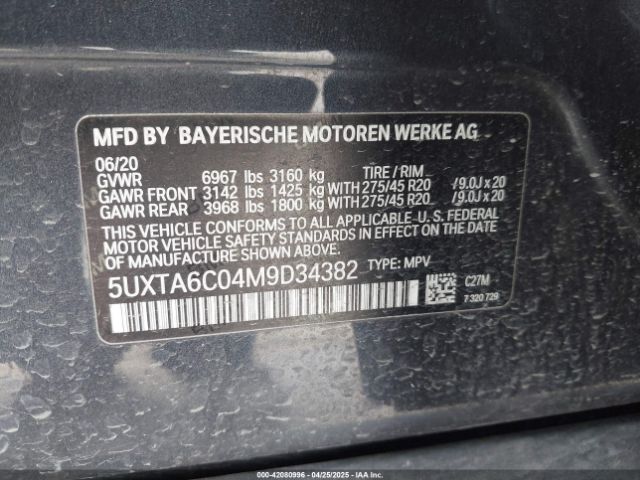 MFD BY BAYERISCHE MOTOREN WERKE AG
06/20
GVWR 6967 lbs 3160 kg TIRE / RIM
GAWR FRONT 3142 lbs 1425 kg WITH 275/45 R20 /9.0J x 20
GAWR REAR 3968 lbs 1800 kg WITH 275/45 R20 /9.0J x 20
THIS VEHICLE CONFORMS TO ALL APPLICABLE U. S. FEDERAL
MOTOR VEHICLE SAFETY STANDARDS IN EFFECT ON THE
DATE OF MANUFACTURE SHOWN ABOVE.
5UXTA6C04M9D34382 TYPE: MPV
C27M
7 320 729
000-42080996 - 04/25/2025 - IAAI.COM